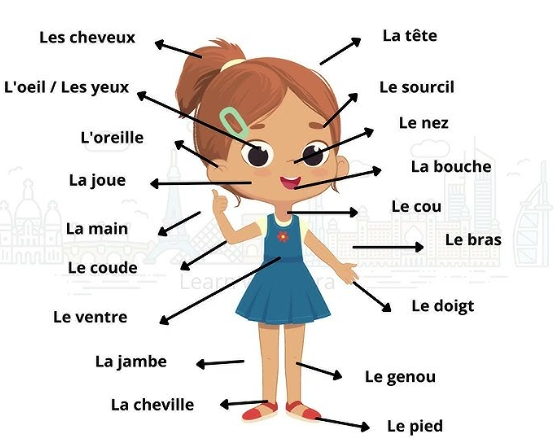 Les cheveux
La tête
L'oeil / Les yeux
Le sourcil
L'oreille
Le nez
La joue
La bouche
Le cou
La main
Le bras
Le coude
Le ventre
Le doigt
La jambe
Le genou
La cheville
Le pied
Learn